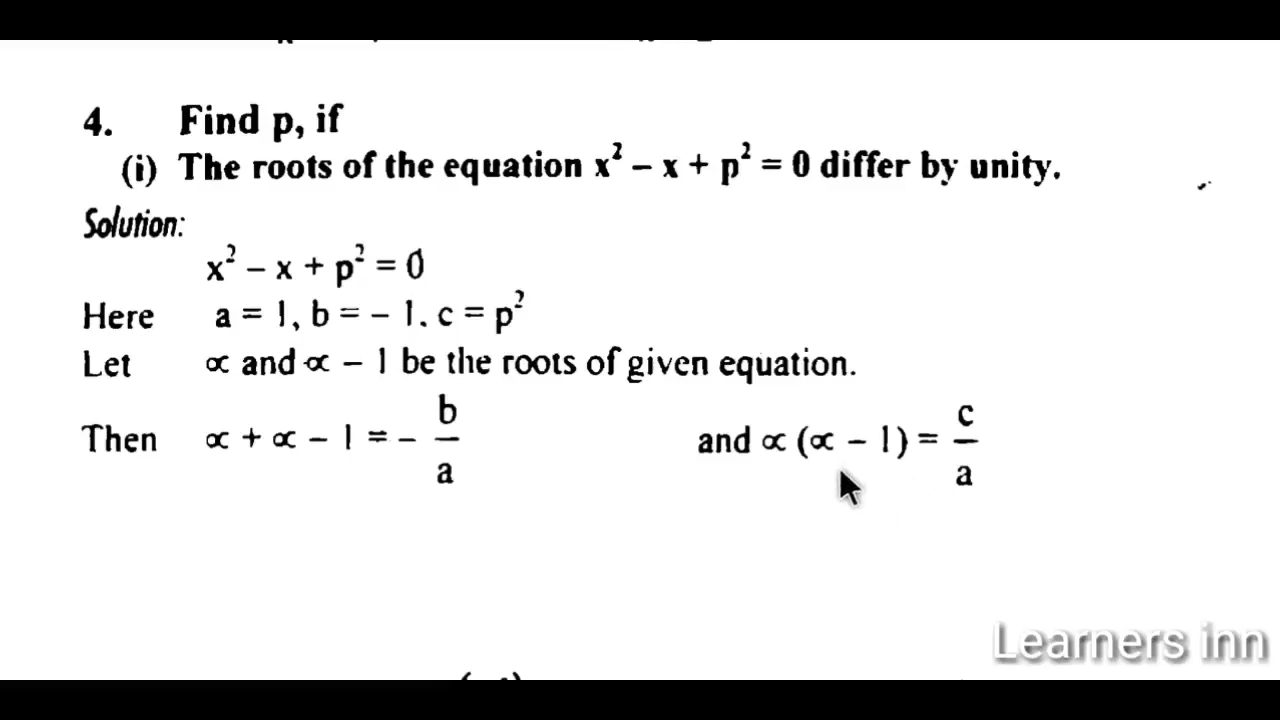 4. Find p, if
(i) The roots of the equation x² – x + p² = 0 differ by unity.
Solution:
x² – x + p² = 0
Here a = 1, b = – 1. c = p²
Let ∝ and ∝ – 1 be the roots of given equation.
Then ∝ + ∝ – 1 = – b/a and ∝ (∝ – 1) = c/a
Learners inn